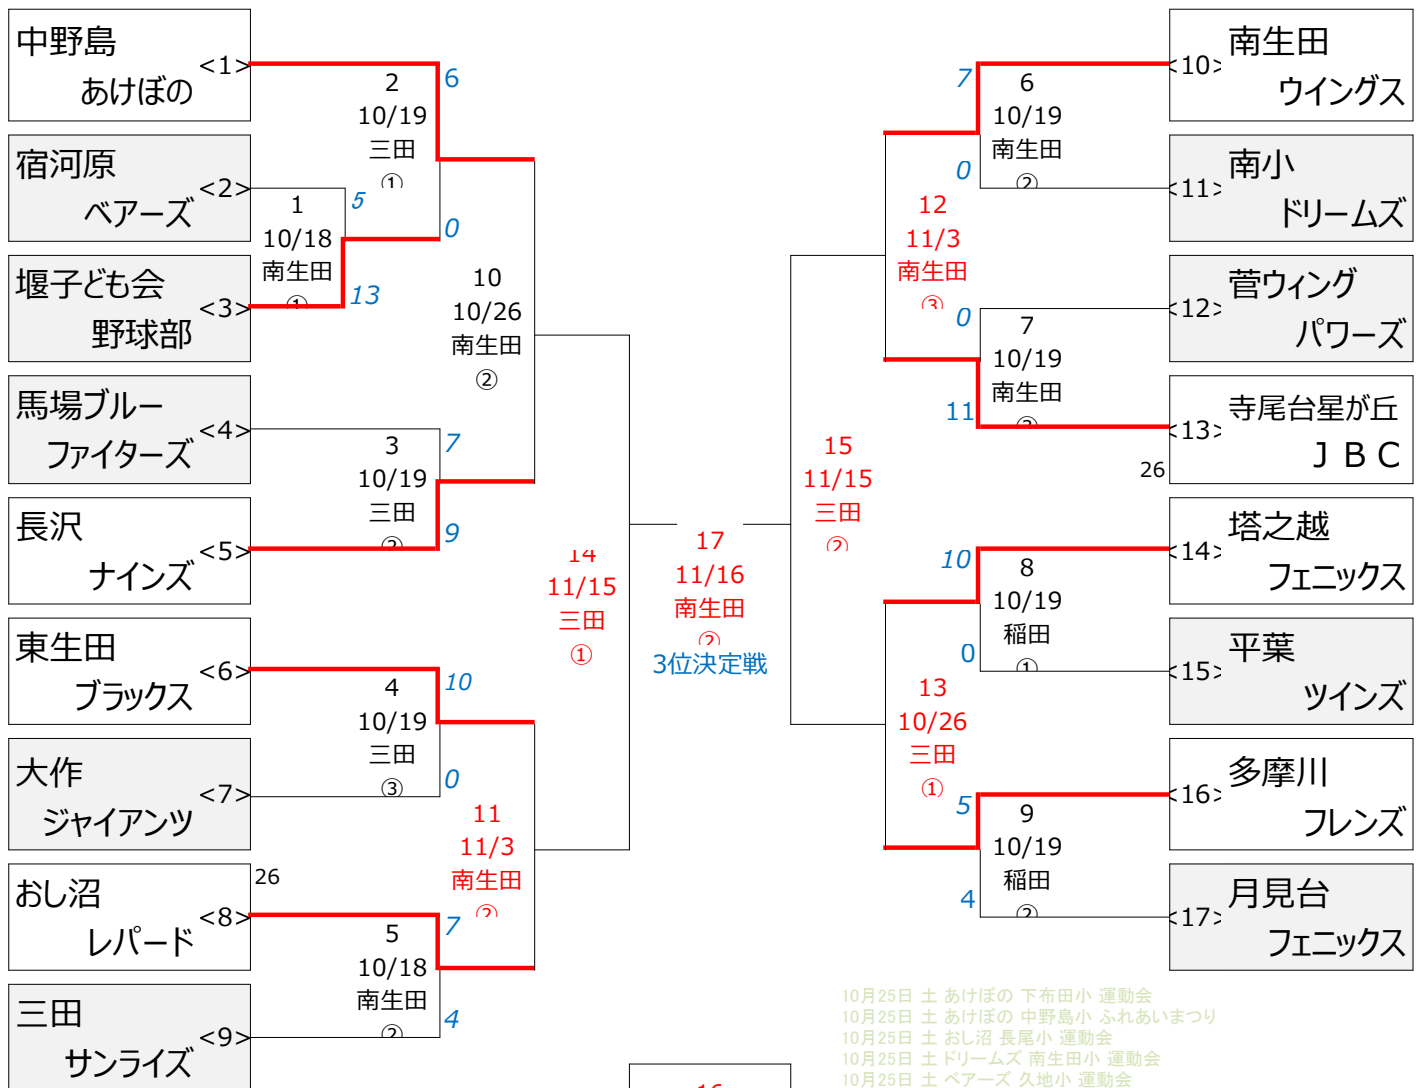 中野島
あけぼの
<1>
宿河原
ベアーズ
<2>
堰子ども会
野球部
<3>
馬場ブルー
ファイターズ
<4>
長沢
ナインズ
<5>
東生田
ブラックス
<6>
大作
ジャイアンツ
<7>
おし沼
レパード
<8>
26
三田
サンライズ
<9>
1
10/18
南生田
①
5
13
2
10/19
三田
①
6
0
3
10/19
三田
②
7
9
4
10/19
三田
③
10
0
5
10/18
南生田
②
7
4
10
10/26
南生田
②
11
11/3
南生田
②
14
11/15
三田
①
17
11/16
南生田
②
3位決定戦
16
15
11/15
三田
②
12
11/3
南生田
③
13
10/26
三田
①
7
0
6
10/19
南生田
②
0
11
7
10/19
南生田
③
10
0
8
10/19
稲田
①
5
4
9
10/19
稲田
②
<10>
南生田
ウイングス
<11>
南小
ドリームズ
<12>
菅ウィング
パワーズ
<13>
寺尾台星が丘
ＪＢＣ
26
<14>
塔之越
フェニックス
<15>
平葉
ツインズ
<16>
多摩川
フレンズ
<17>
月見台
フェニックス
10月25日 土 あけぼの 下布田小 運動会
10月25日 土 あけぼの 中野島小 ふれあいまつり
10月25日 土 おし沼 長尾小 運動会
10月25日 土 ドリームズ 南生田小 運動会
10月25日 土 ベアーズ 久地小 運動会